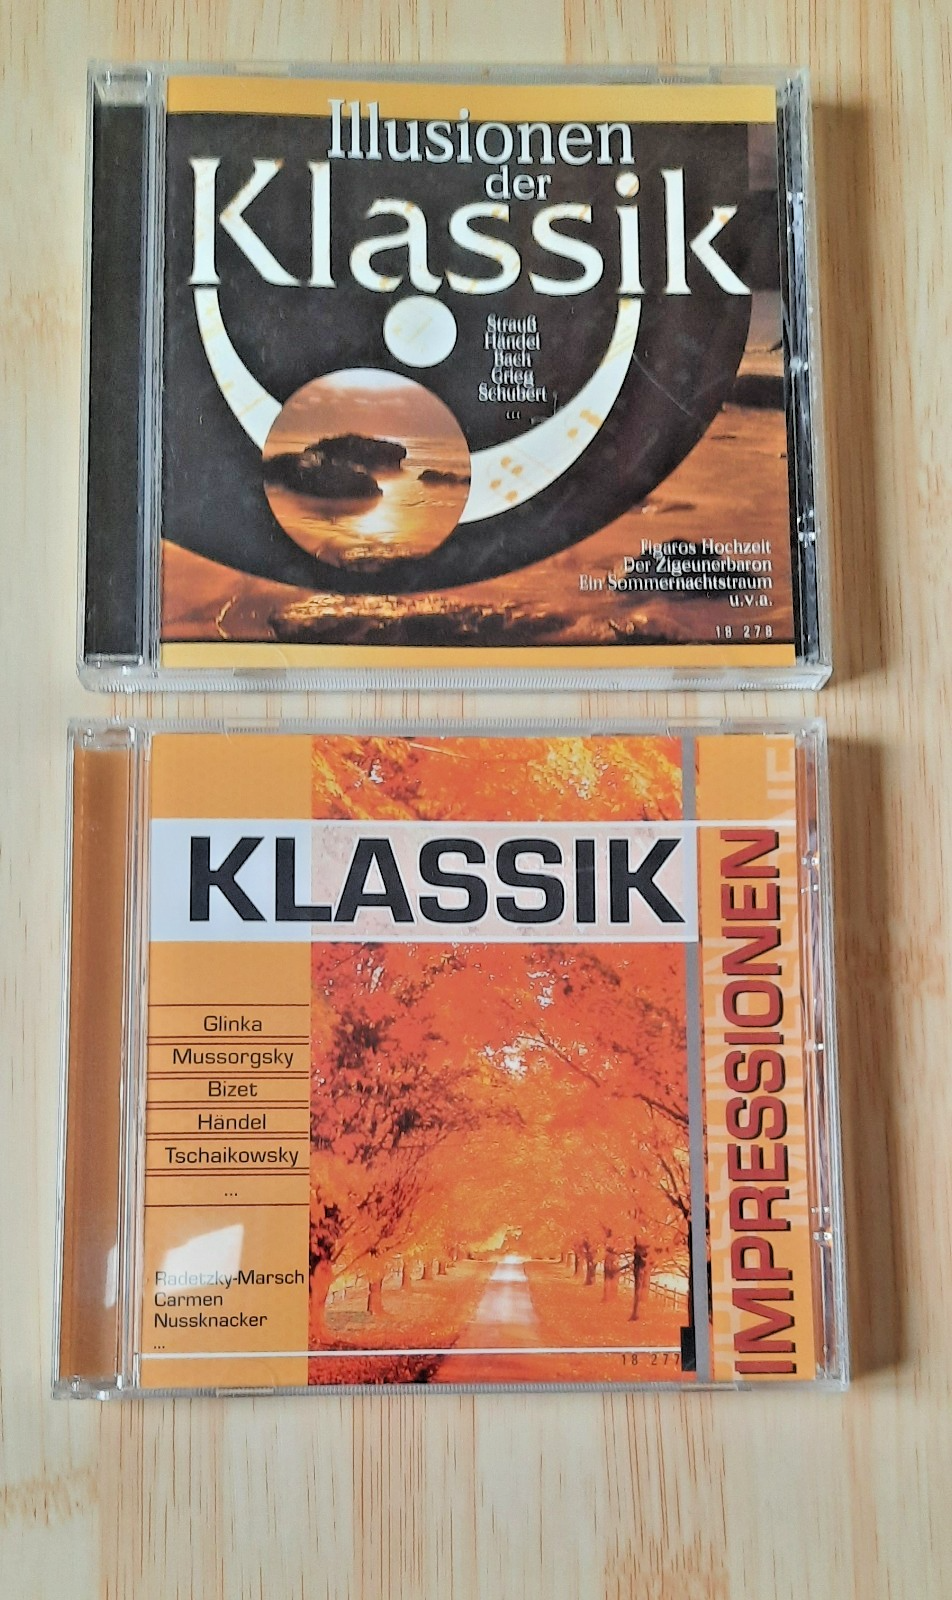 Illusionen
der
Klassik
Strauß
Händel
Bach
Grieg
Schubert
...
Figaros Hochzeit
Der Zigeunerbaron
Ein Sommernachtstraum
u.v.a.
18 278
KLASSIK
IMPRESSIONEN
Glinka
Mussorgsky
Bizet
Händel
Tschaikowsky
...
Radetzky-Marsch
Carmen
Nussknacker
...
18 277